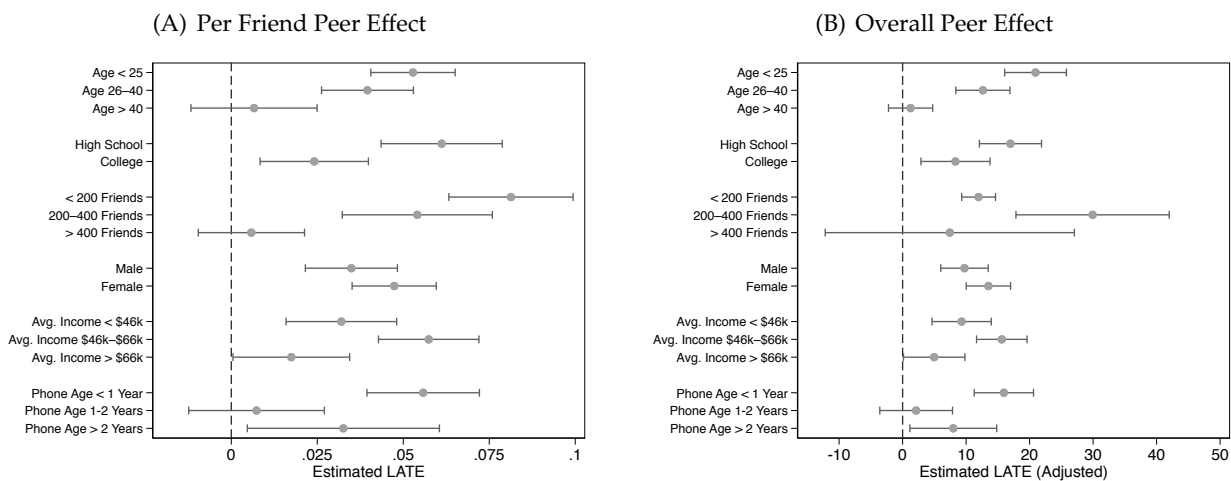 (A) Per Friend Peer Effect
Age < 25
Age 26–40
Age > 40
High School
College
< 200 Friends
200–400 Friends
> 400 Friends
Male
Female
Avg. Income < $46k
Avg. Income $46k–$66k
Avg. Income > $66k
Phone Age < 1 Year
Phone Age 1-2 Years
Phone Age > 2 Years
0 .025 .05 .075 .1
Estimated LATE
(B) Overall Peer Effect
Age < 25
Age 26–40
Age > 40
High School
College
< 200 Friends
200–400 Friends
> 400 Friends
Male
Female
Avg. Income < $46k
Avg. Income $46k–$66k
Avg. Income > $66k
Phone Age < 1 Year
Phone Age 1-2 Years
Phone Age > 2 Years
-10 0 10 20 30 40 50
Estimated LATE (Adjusted)